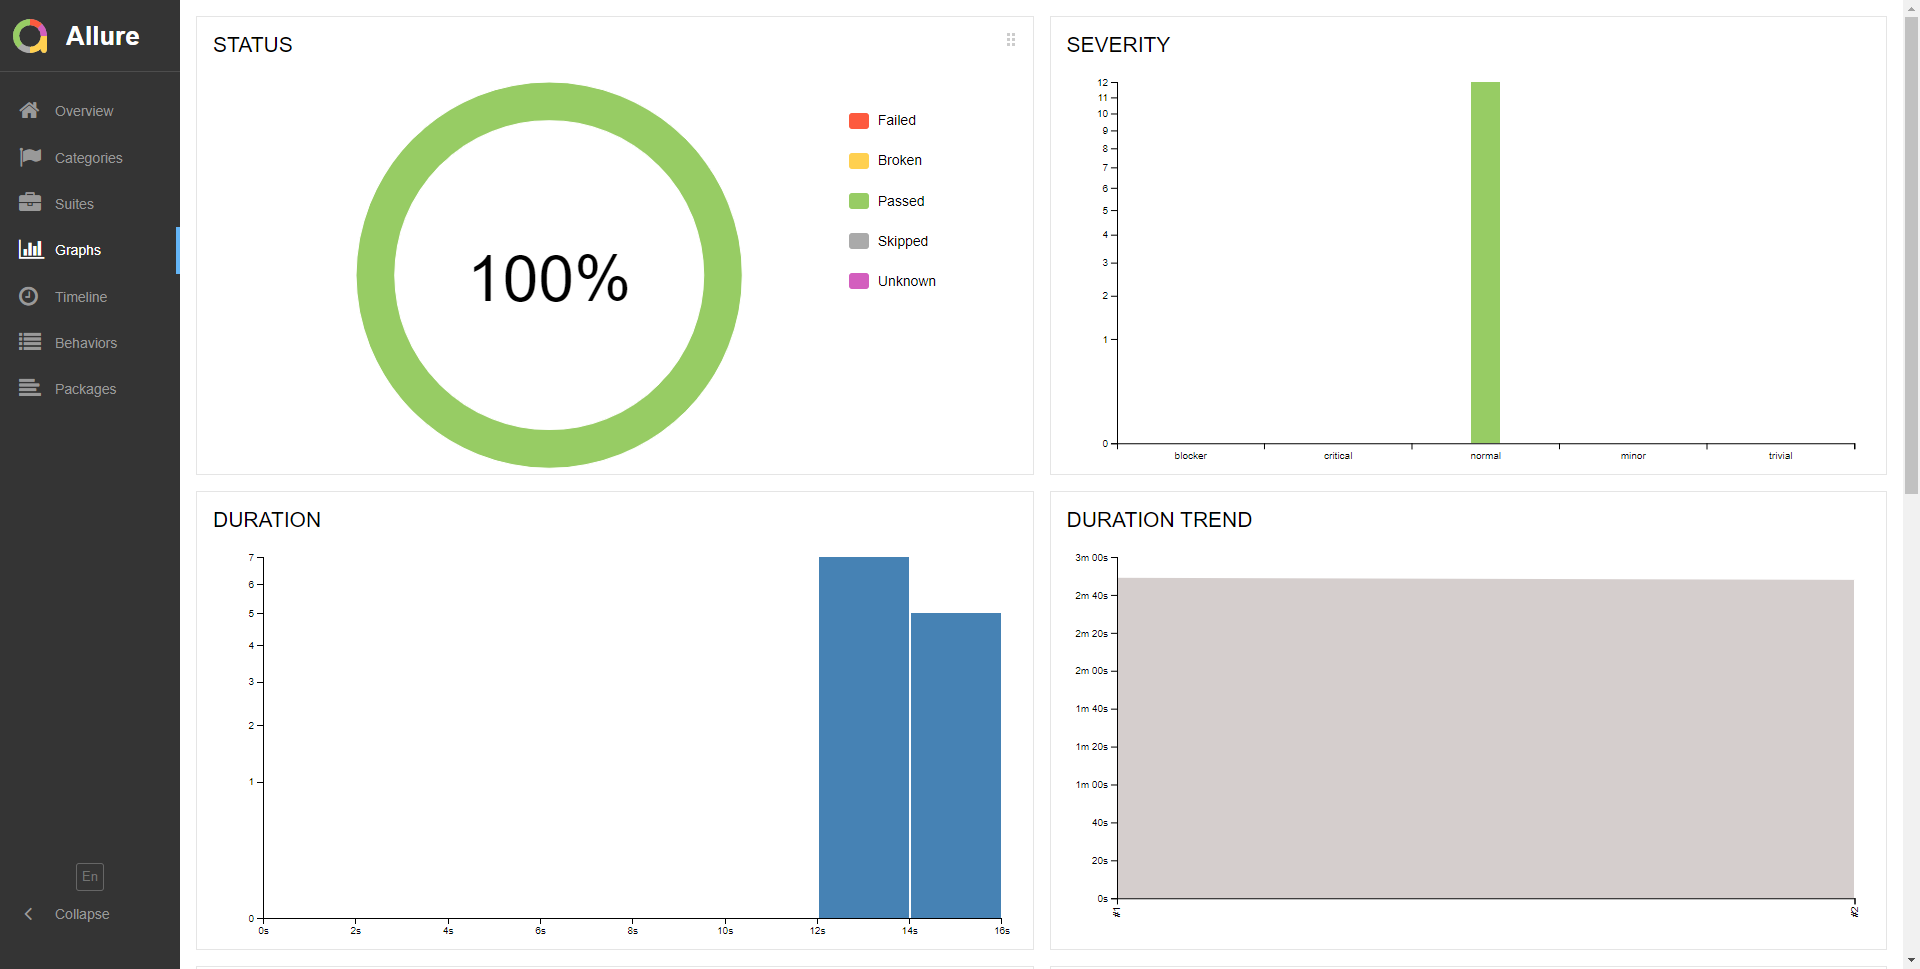 Allure
Overview
Categories
Suites
Graphs
Timeline
Behaviors
Packages
En
Collapse
STATUS
100%
Failed
Broken
Passed
Skipped
Unknown
SEVERITY
12
11
10
9
8
7
6
5
4
3
2
1
0
blocker critical normal minor trivial
DURATION
7
6
5
4
3
2
1
0
0s 2s 4s 6s 8s 10s 12s 14s 16s
DURATION TREND
3m 00s
2m 40s
2m 20s
2m 00s
1m 40s
1m 20s
1m 00s
40s
20s
0s
#1 #2